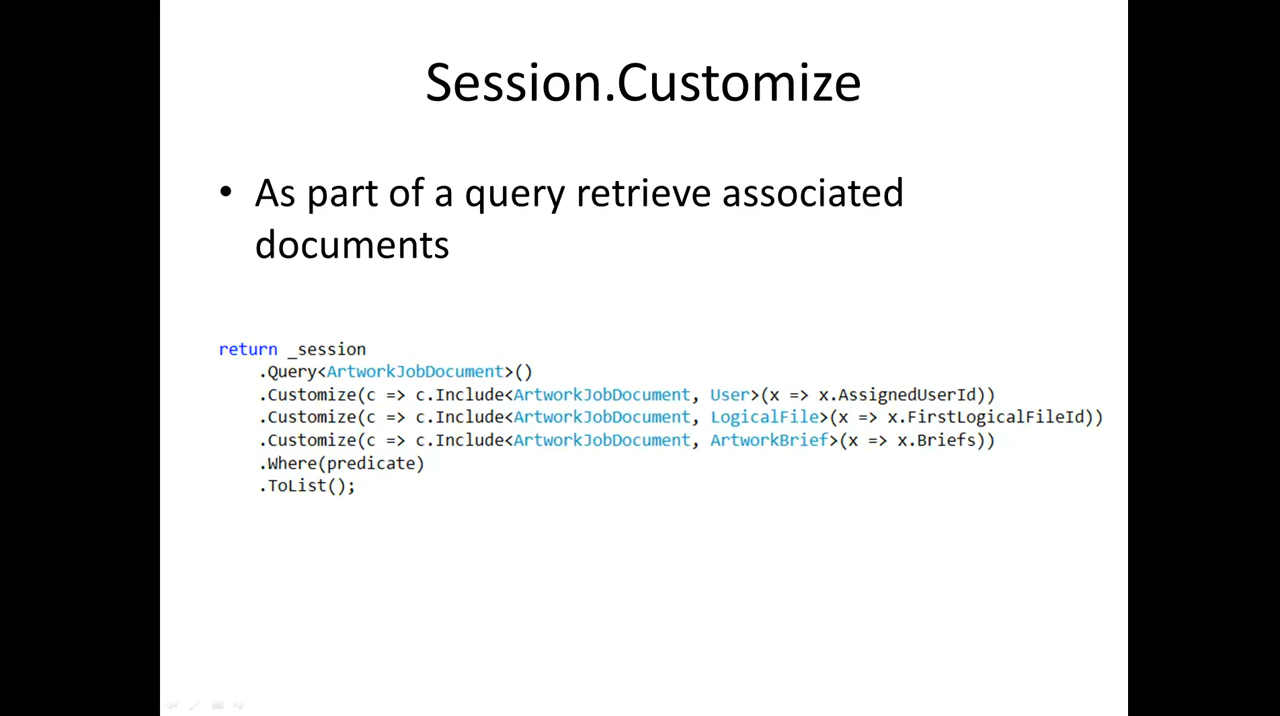 Session.Customize
• As part of a query retrieve associated
documents
return _session
.Query<ArtworkJobDocument>()
.Customize(c => c.Include<ArtworkJobDocument, User>(x => x.AssignedUserId))
.Customize(c => c.Include<ArtworkJobDocument, LogicalFile>(x => x.FirstLogicalFileId))
.Customize(c => c.Include<ArtworkJobDocument, ArtworkBrief>(x => x.Briefs))
.Where(predicate)
.ToList();